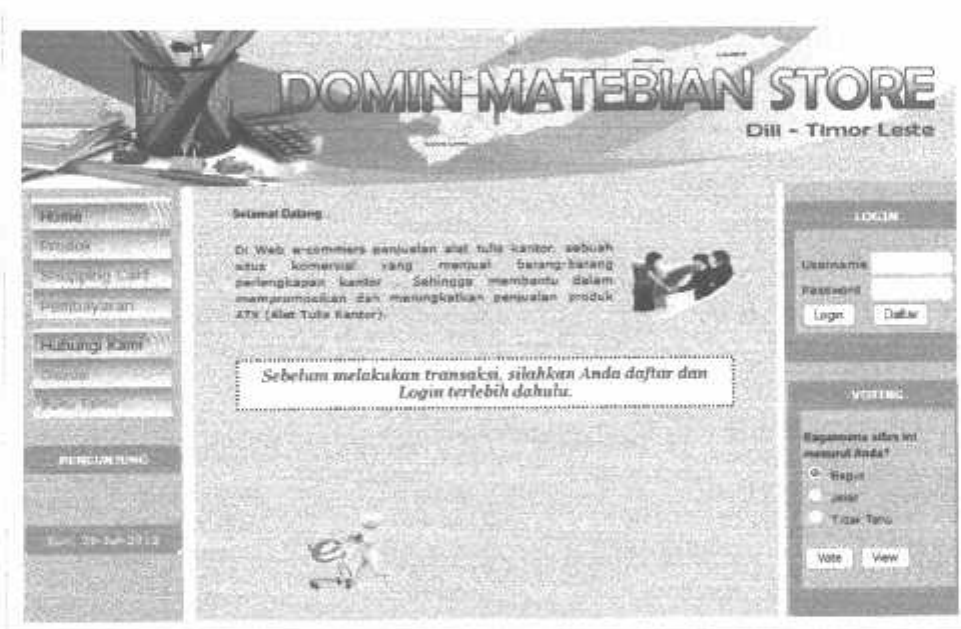 DOMIN MATEBIAN STORE
Dili - Timor Leste
Home
Produk
Shopping Cart
Pembayaran
Hubungi Kami
PENGUNJUNG
Selamat Datang
Di Web e-commers penjualan alat tulis kantor, sebuah
situs komersial yang menjual barang-barang
perlengkapan kantor . Sehingga membantu dalam
mempromosikan dan meningkatkan penjualan produk
ATK (Alat Tulis Kantor).
Sebelum melakukan transaksi, silahkan Anda daftar dan
Login terlebih dahulu.
LOGIN
Username
Password
Login Daftar
VOTING
Bagaimana situs ini
menurut Anda?
Bagus
Jelek
Tidak Tahu
Vote View